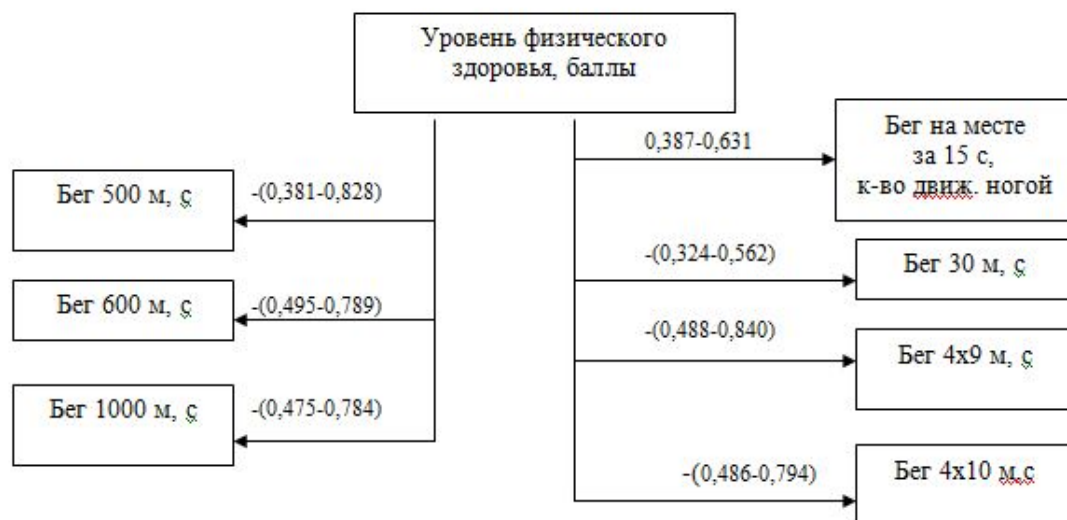 Уровень физического
здоровья, баллы
0,387-0,631
Бег на месте
за 15 с,
к-во движ. ногой
Бег 500 м, с
-(0,381-0,828)
-(0,324-0,562)
Бег 30 м, с
Бег 600 м, с
-(0,495-0,789)
-(0,488-0,840)
Бег 4х9 м, с
Бег 1000 м, с
-(0,475-0,784)
-(0,486-0,794)
Бег 4х10 м,с